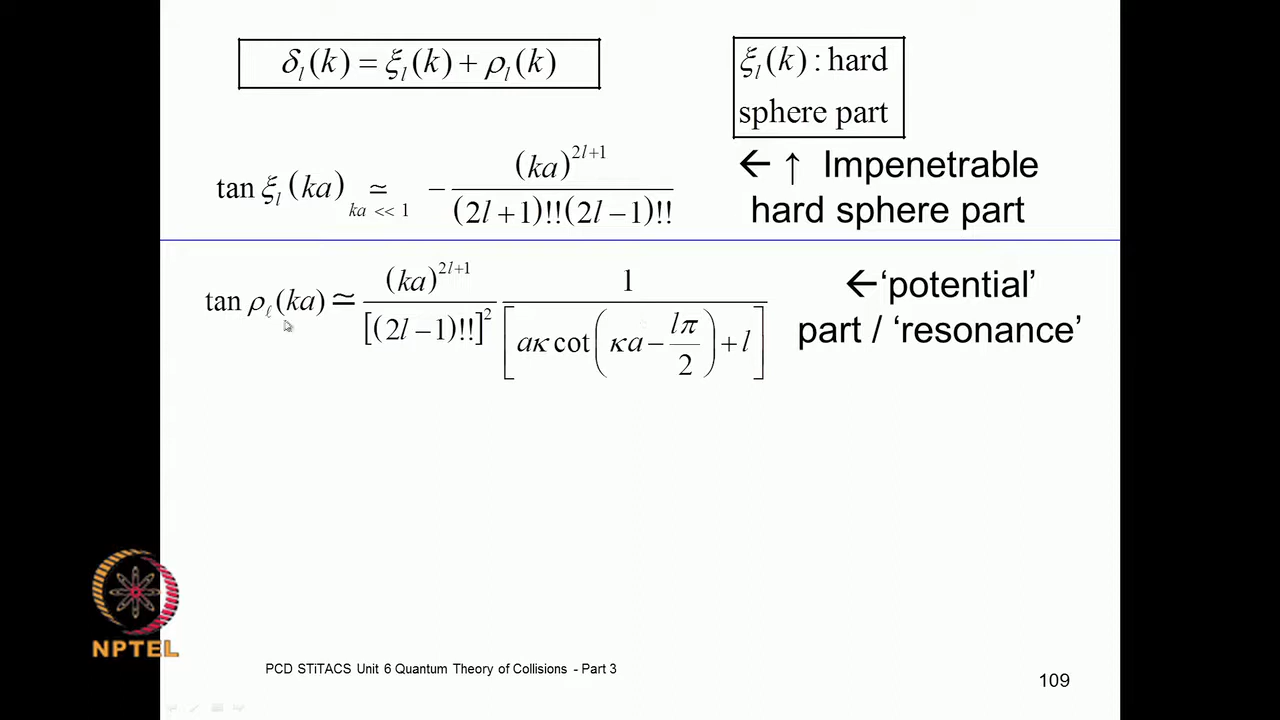 δ_l(k) = ξ_l(k) + ρ_l(k)
ξ_l(k) : hard
sphere part
tan ξ_l(ka) ≃_{ka << 1} − (ka)^{2l+1} / (2l+1)!!(2l−1)!!
← ↑ Impenetrable
hard sphere part
tan ρ_ℓ(ka) ≃ (ka)^{2l+1} / [(2l−1)!!]^2 1 / [aκ cot(κa − lπ/2) + l]
←‘potential’
part / ‘resonance’
NPTEL
PCD STiTACS Unit 6 Quantum Theory of Collisions - Part 3
109